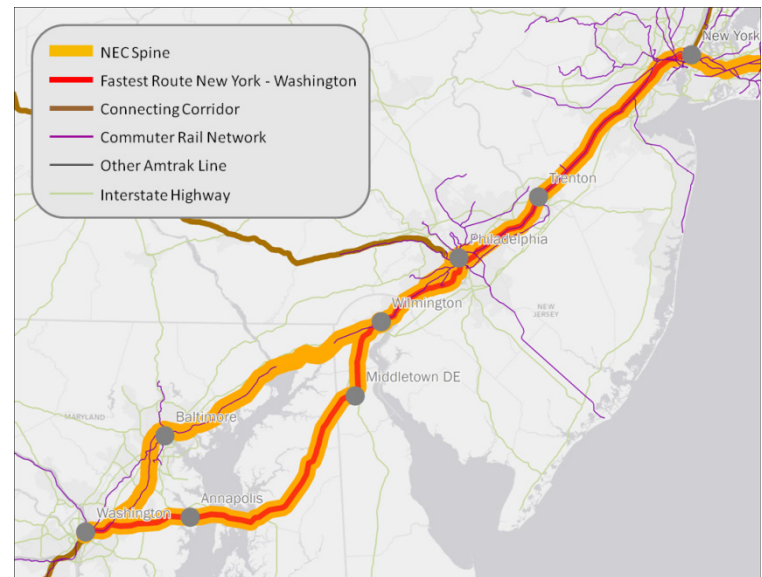 NEC Spine
Fastest Route New York - Washington
Connecting Corridor
Commuter Rail Network
Other Amtrak Line
Interstate Highway
New York
Trenton
Philadelphia
Wilmington
NEW
JERSEY
Middletown DE
MARYLAND
Baltimore
Annapolis
Washington